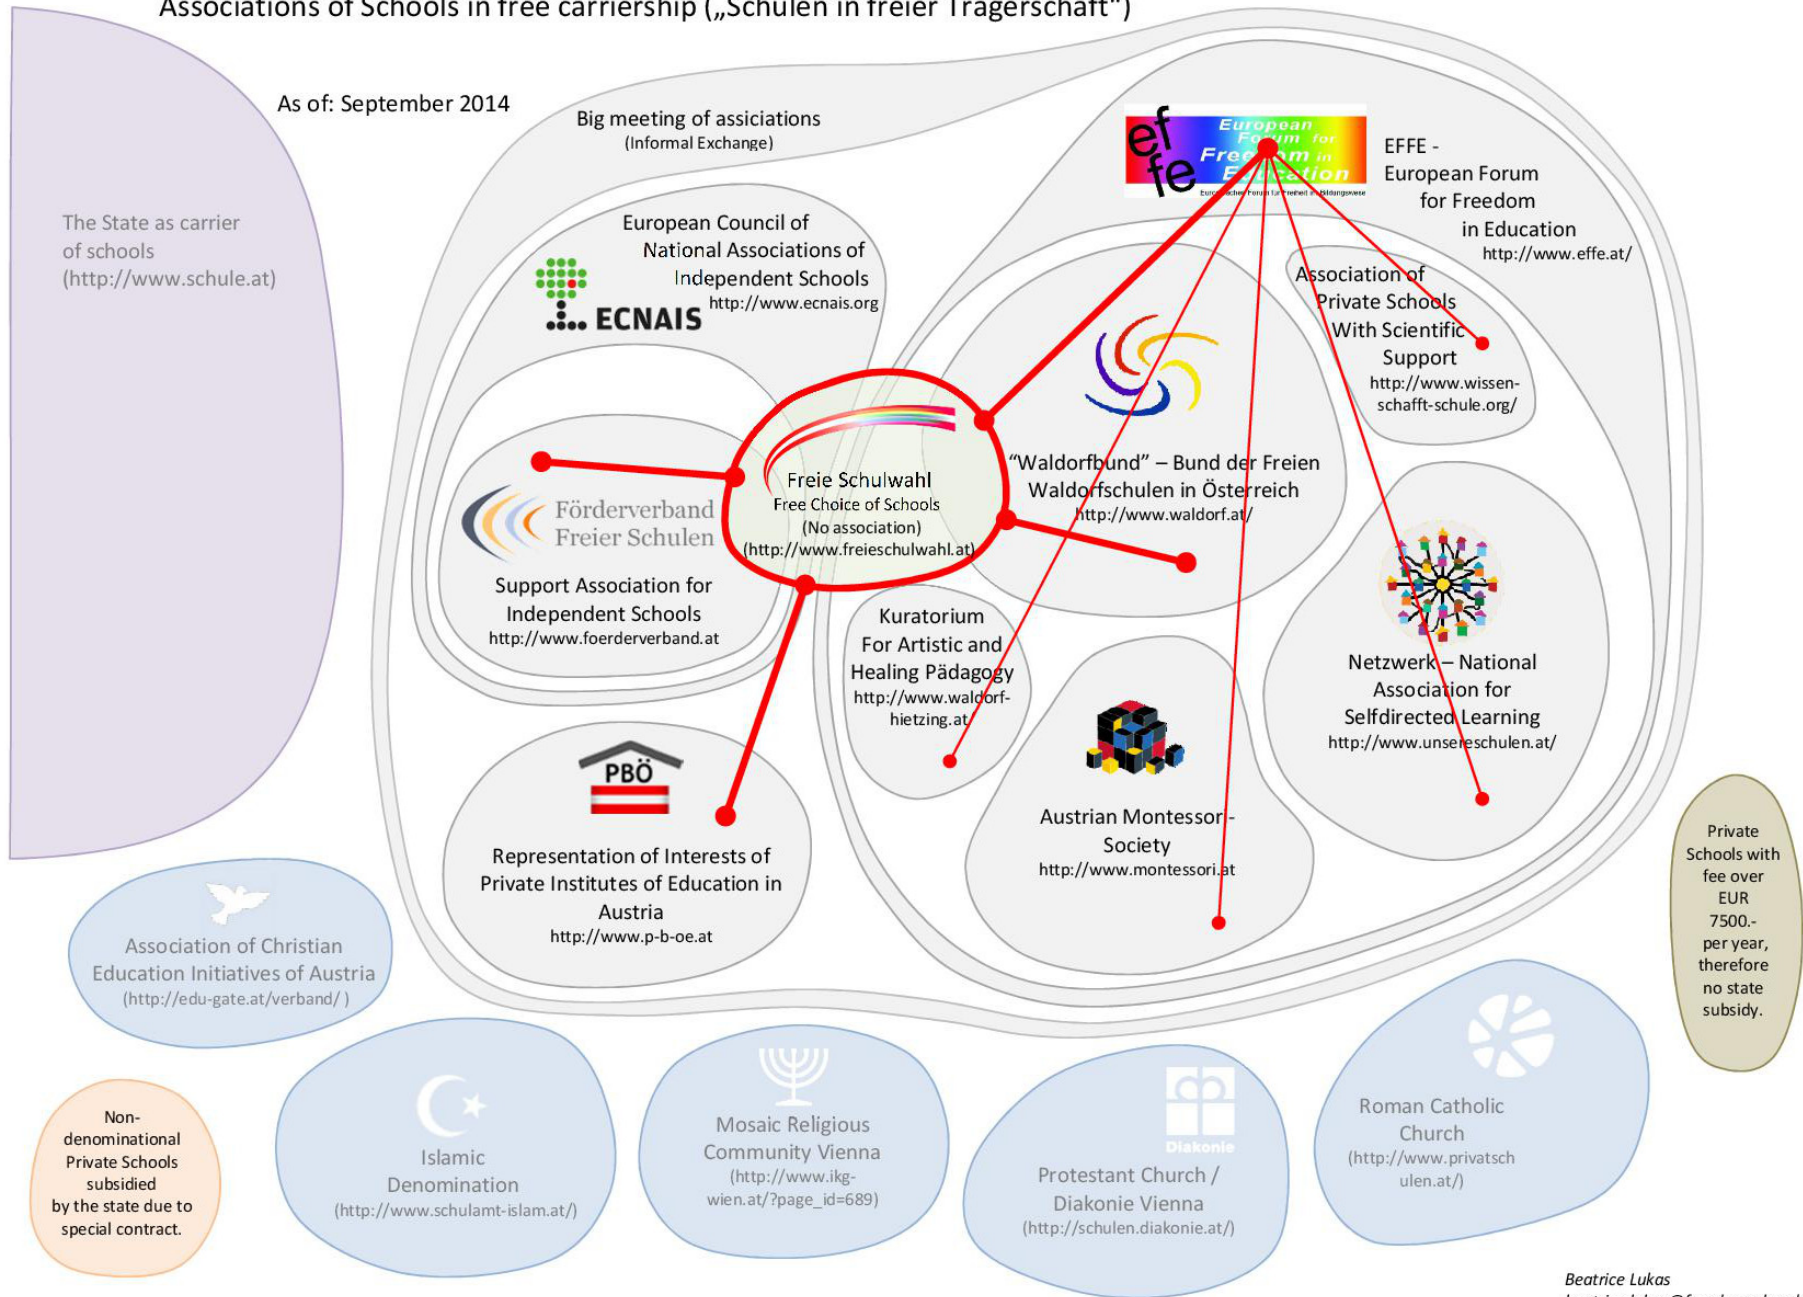 Associations of Schools in free carriership („Schulen in freier Trägerschaft")
As of: September 2014
The State as carrier
of schools
(http://www.schule.at)
Big meeting of assiciations
(Informal Exchange)
European Council of
National Associations of
Independent Schools
http://www.ecnais.org
ECNAIS
ef
fe
European
Forum for
Freedom in
Education
EFFE -
European Forum
for Freedom
in Education
http://www.effe.at/
Association of
Private Schools
With Scientific
Support
http://www.wissen-
schafft-schule.org/
Freie Schulwahl
Free Choice of Schools
(No association)
(http://www.freieschulwahl.at)
“Waldorfbund” – Bund der Freien
Waldorfschulen in Österreich
http://www.waldorf.at/
Förderverband
Freier Schulen
Support Association for
Independent Schools
http://www.foerderverband.at
Kuratorium
For Artistic and
Healing Pädagogy
http://www.waldorf-
hietzing.at/
Netzwerk – National
Association for
Selfdirected Learning
http://www.unsereschulen.at/
PBÖ
Representation of Interests of
Private Institutes of Education in
Austria
http://www.p-b-oe.at
Austrian Montessori-
Society
http://www.montessori.at
Private
Schools with
fee over
EUR
7500.-
per year,
therefore
no state
subsidy.
Association of Christian
Education Initiatives of Austria
(http://edu-gate.at/verband/ )
Non-
denominational
Private Schools
subsidied
by the state due to
special contract.
Islamic
Denomination
(http://www.schulamt-islam.at/)
Mosaic Religious
Community Vienna
(http://www.ikg-
wien.at/?page_id=689)
Diakonie
Protestant Church /
Diakonie Vienna
(http://schulen.diakonie.at/)
Roman Catholic
Church
(http://www.privatsch
ulen.at/)
Beatrice Lukas